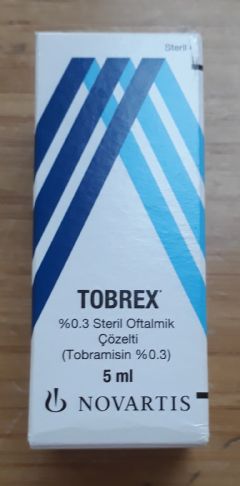 Steril
TOBREX
%0.3 Steril Oftalmik
Çözelti
(Tobramisin %0.3)
5 ml
NOVARTIS